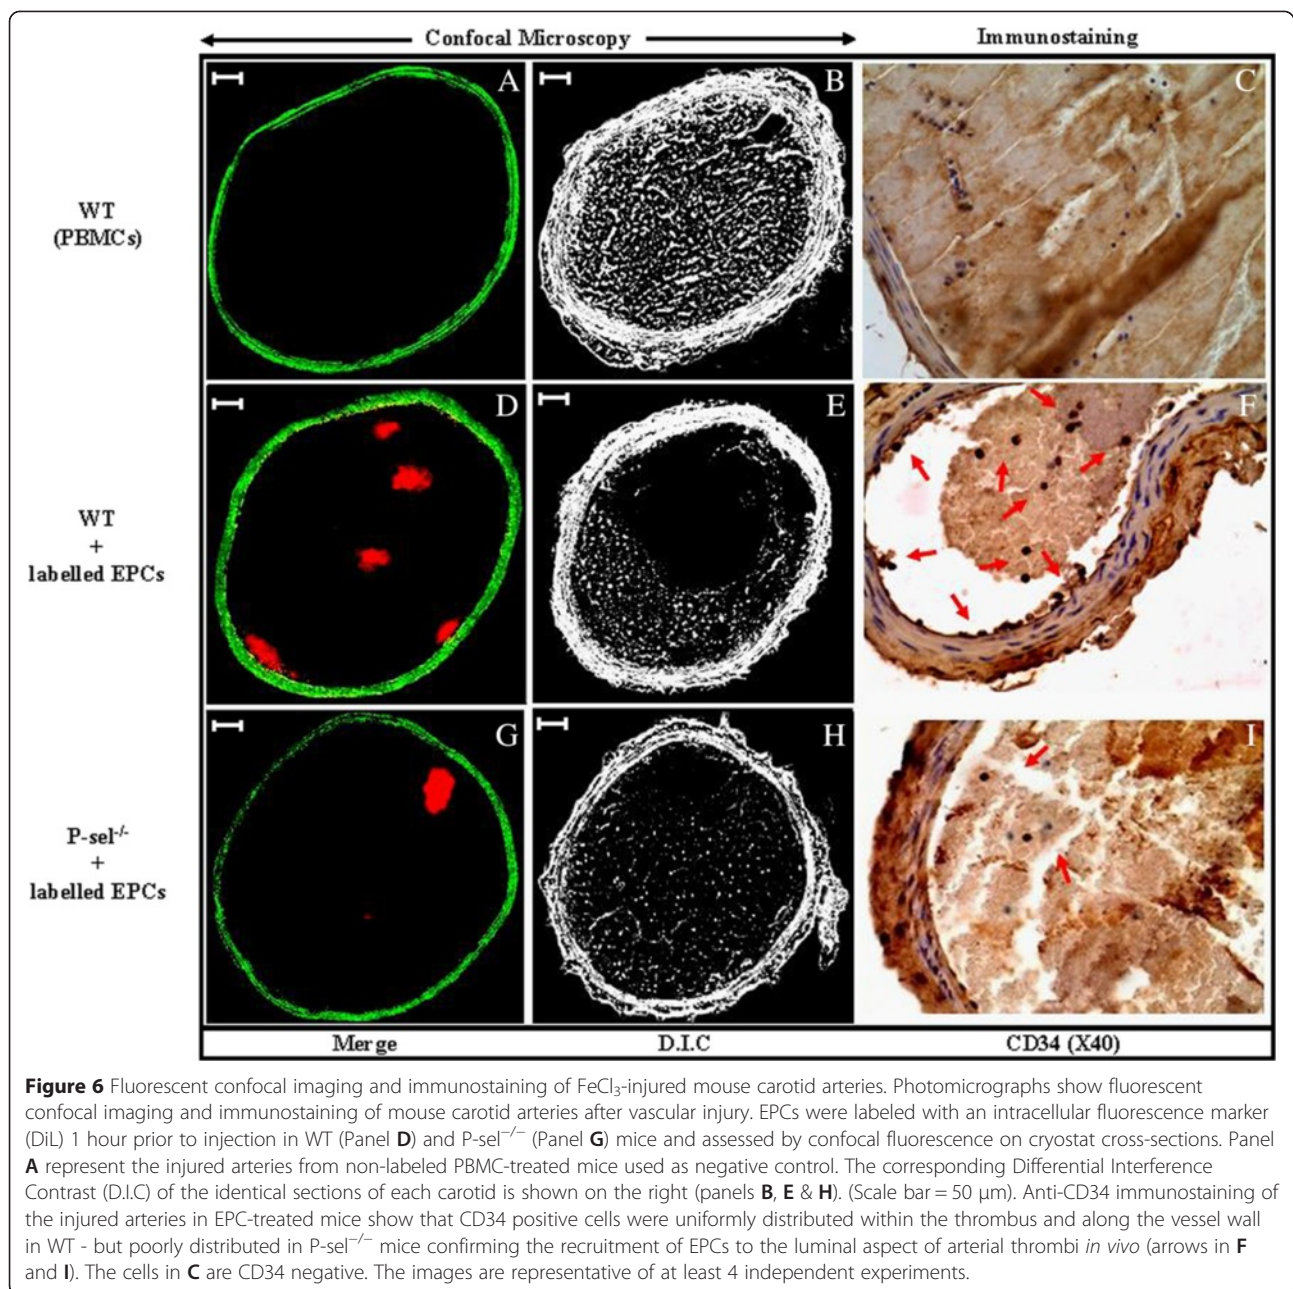 Confocal Microscopy Immunostaining
A B C
WT
(PBMCs)
D E F
WT
+
labelled EPCs
G H I
P-sel-/-
+
labelled EPCs
Merge D.I.C CD34 (X40)
Figure 6 Fluorescent confocal imaging and immunostaining of FeCl3-injured mouse carotid arteries. Photomicrographs show fluorescent
confocal imaging and immunostaining of mouse carotid arteries after vascular injury. EPCs were labeled with an intracellular fluorescence marker
(DiL) 1 hour prior to injection in WT (Panel D) and P-sel−/− (Panel G) mice and assessed by confocal fluorescence on cryostat cross-sections. Panel
A represent the injured arteries from non-labeled PBMC-treated mice used as negative control. The corresponding Differential Interference
Contrast (D.I.C) of the identical sections of each carotid is shown on the right (panels B, E & H). (Scale bar = 50 μm). Anti-CD34 immunostaining of
the injured arteries in EPC-treated mice show that CD34 positive cells were uniformly distributed within the thrombus and along the vessel wall
in WT - but poorly distributed in P-sel−/− mice confirming the recruitment of EPCs to the luminal aspect of arterial thrombi in vivo (arrows in F
and I). The cells in C are CD34 negative. The images are representative of at least 4 independent experiments.